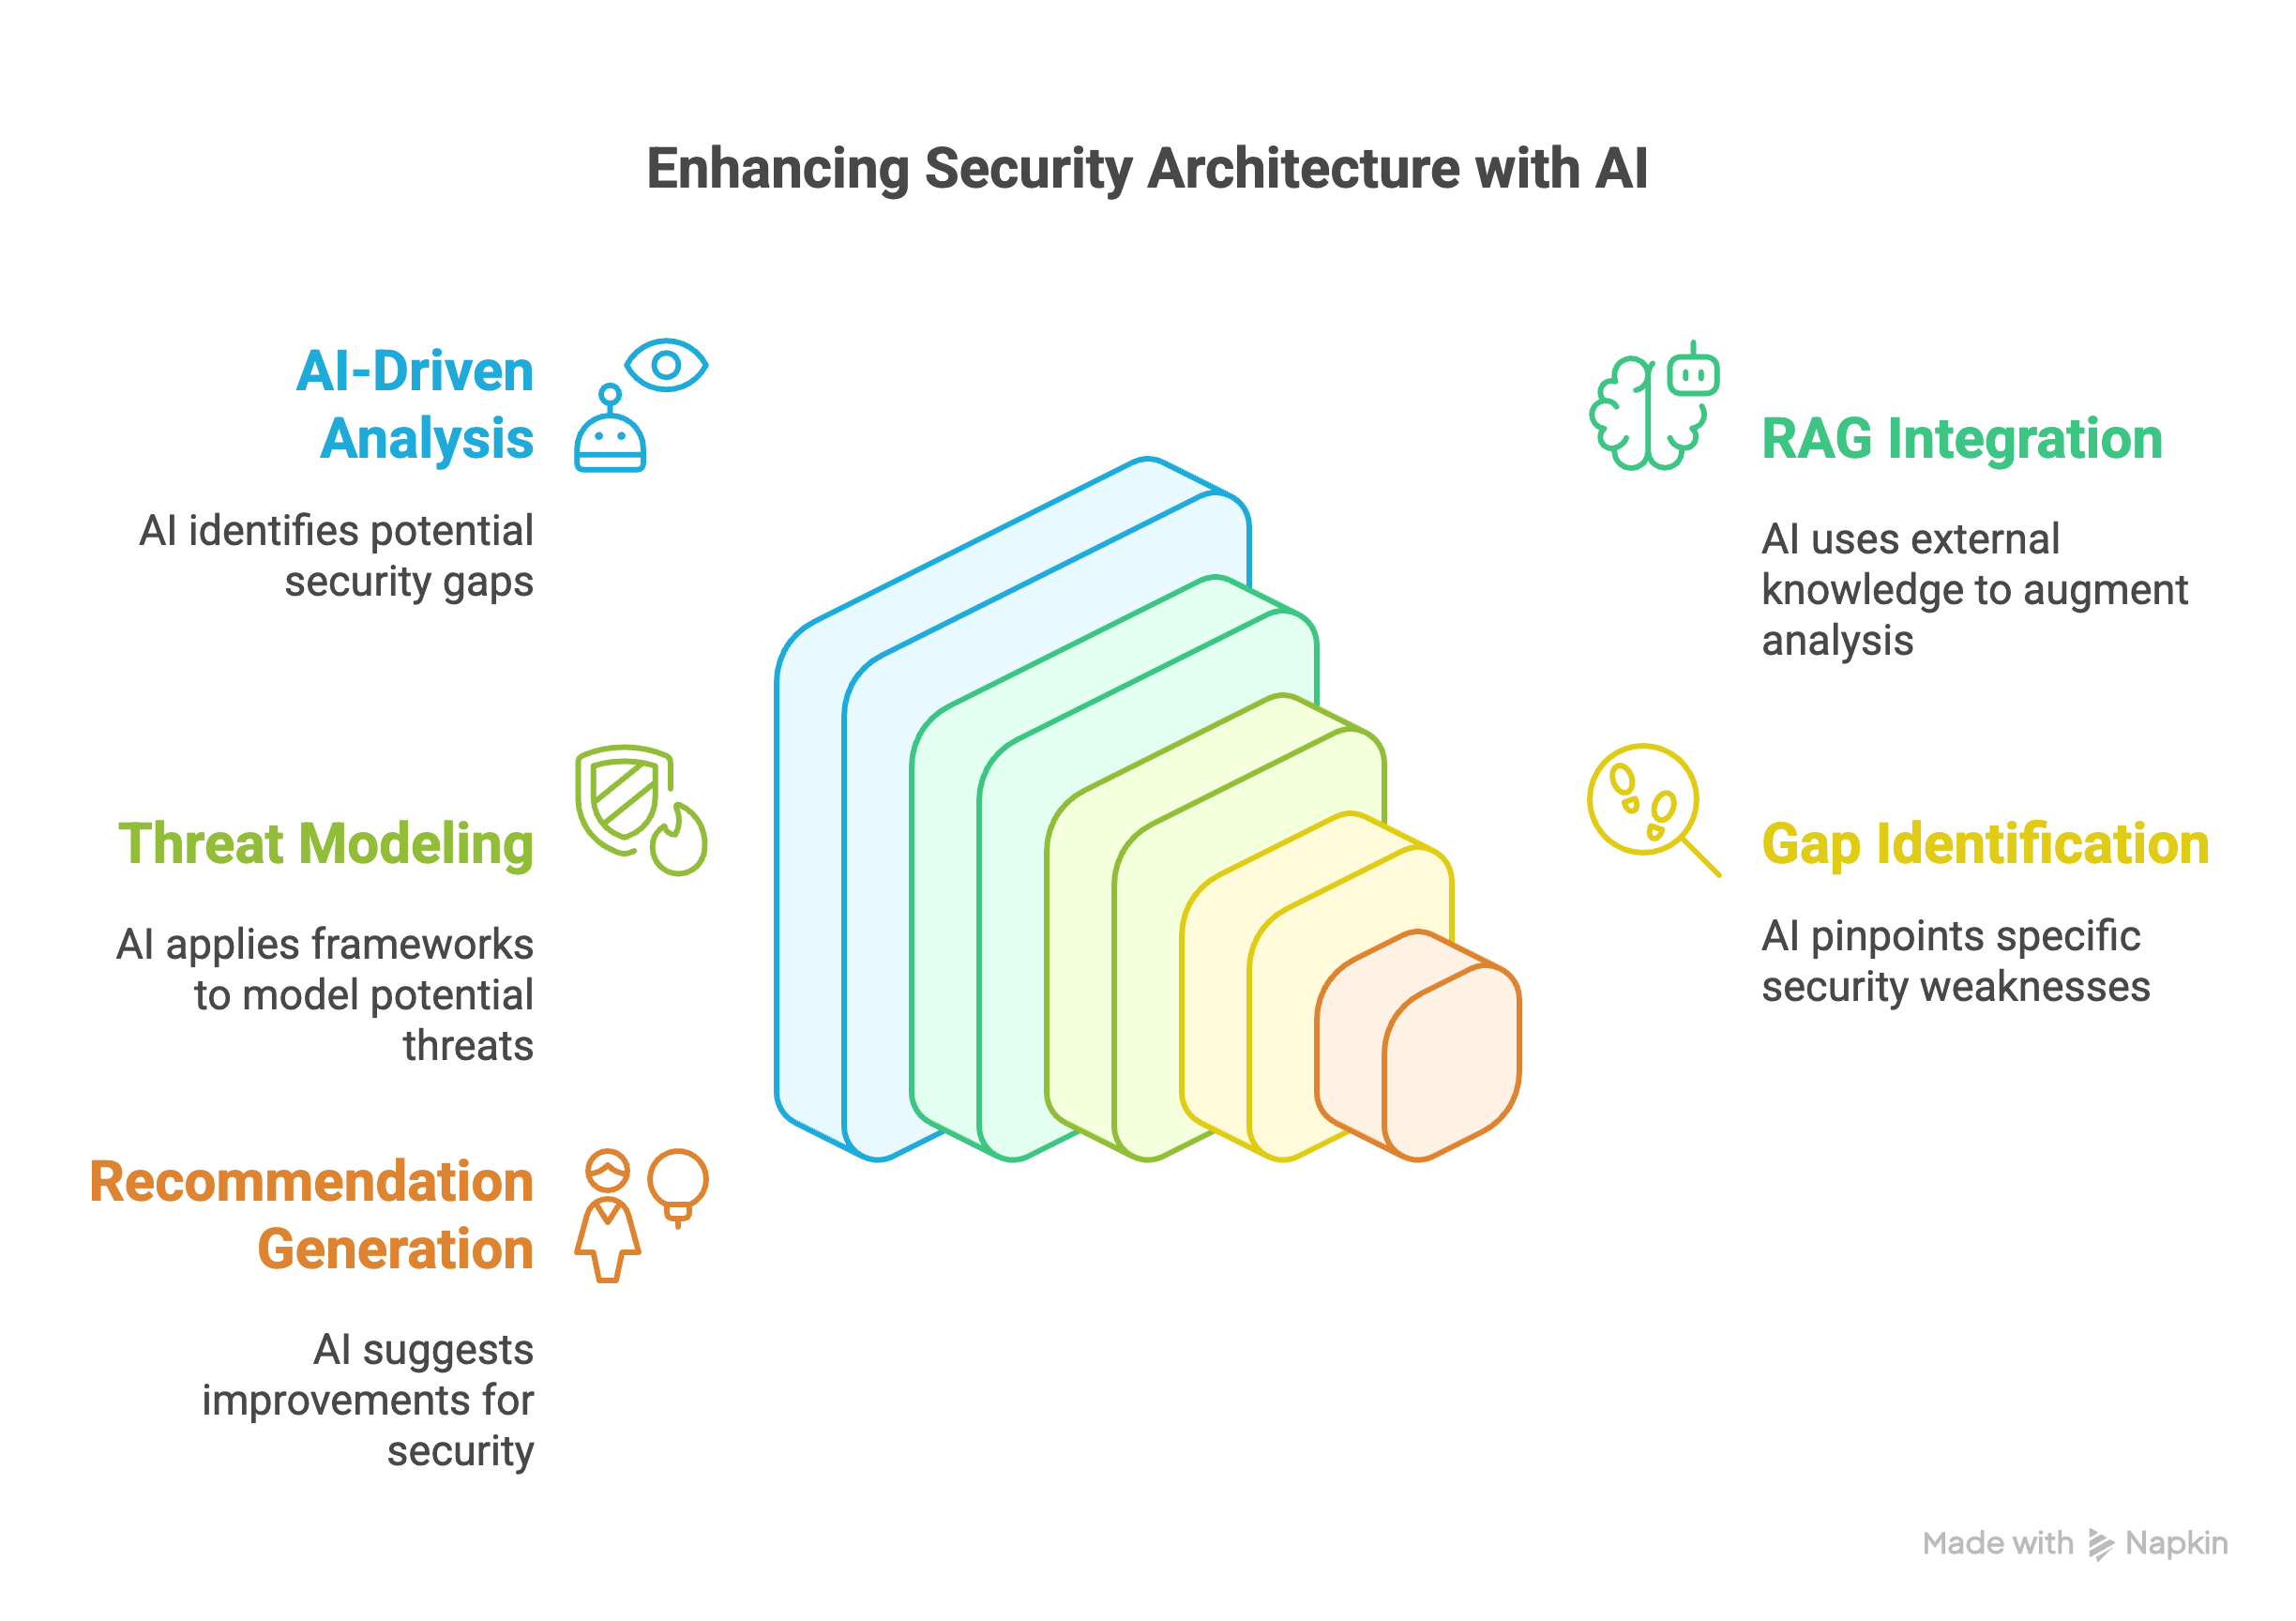 Enhancing Security Architecture with AI
AI-Driven
Analysis
AI identifies potential
security gaps
RAG Integration
AI uses external
knowledge to augment
analysis
Threat Modeling
AI applies frameworks
to model potential
threats
Gap Identification
AI pinpoints specific
security weaknesses
Recommendation
Generation
AI suggests
improvements for
security
Made with Napkin